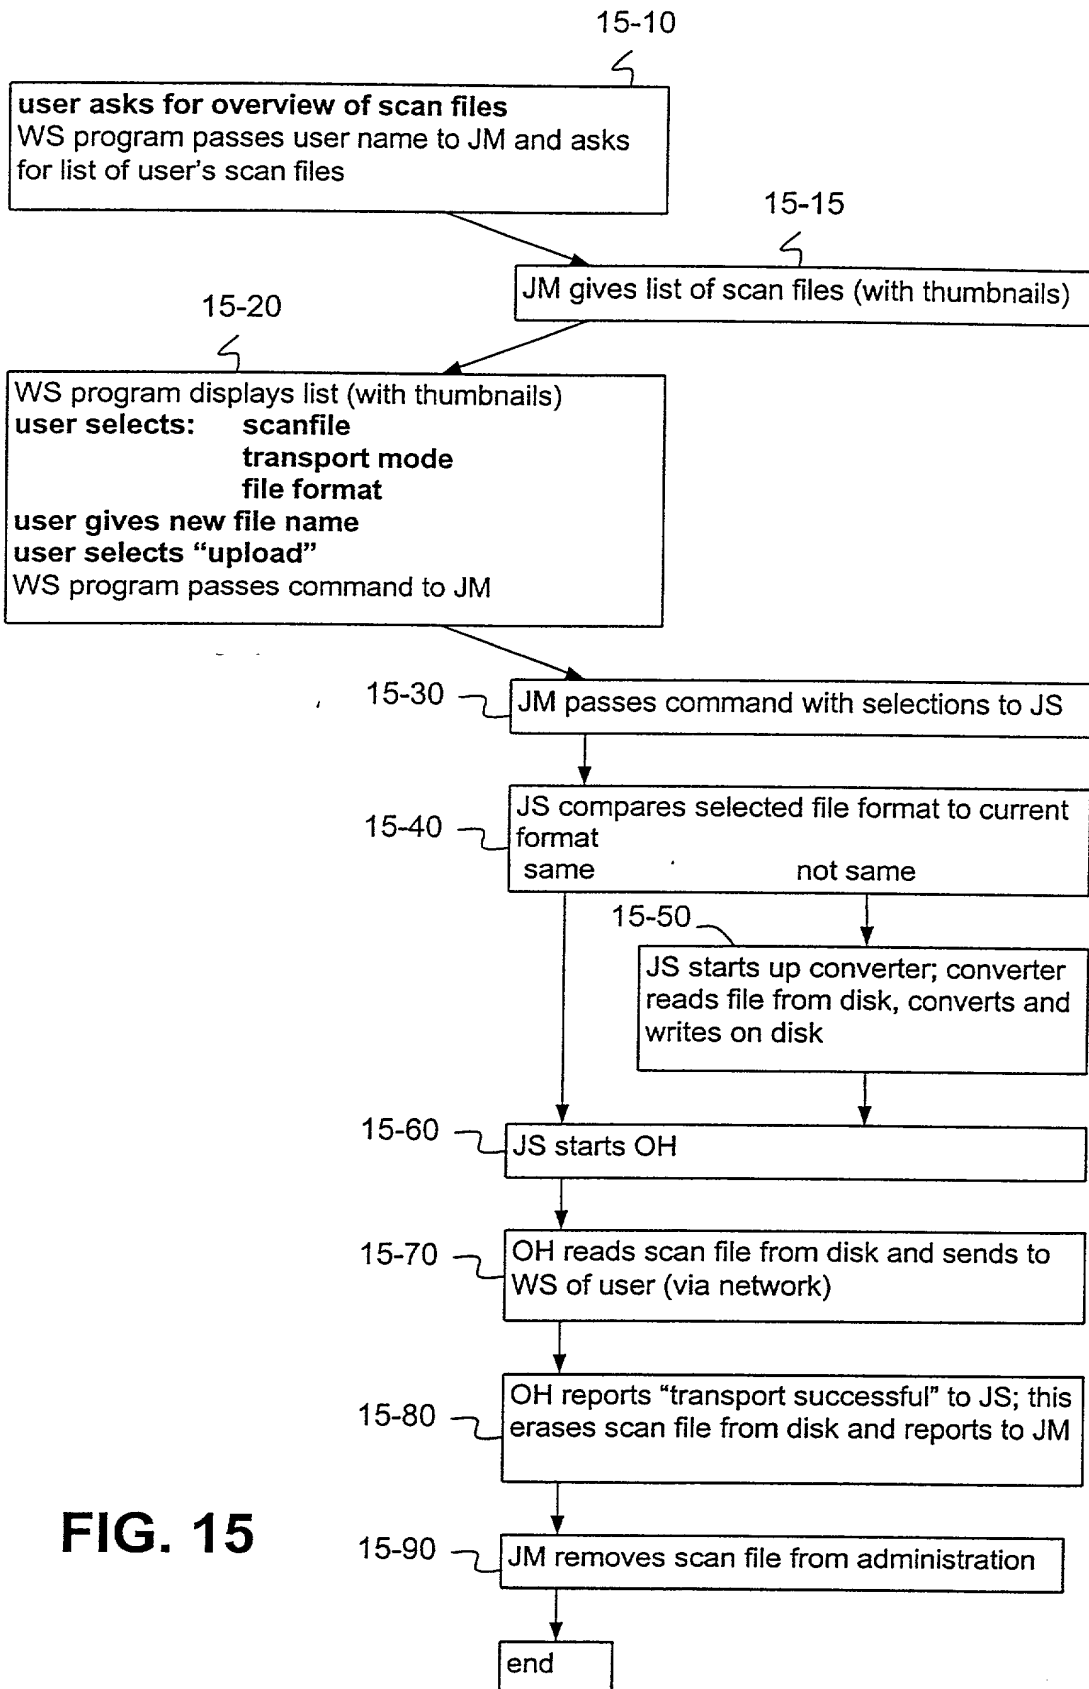 15-10
user asks for overview of scan files
WS program passes user name to JM and asks
for list of user's scan files
15-15
JM gives list of scan files (with thumbnails)
15-20
WS program displays list (with thumbnails)
user selects: scanfile
transport mode
file format
user gives new file name
user selects “upload”
WS program passes command to JM
15-30
JM passes command with selections to JS
15-40
JS compares selected file format to current
format
same not same
15-50
JS starts up converter; converter
reads file from disk, converts and
writes on disk
15-60
JS starts OH
15-70
OH reads scan file from disk and sends to
WS of user (via network)
15-80
OH reports “transport successful” to JS; this
erases scan file from disk and reports to JM
FIG. 15
15-90
JM removes scan file from administration
end